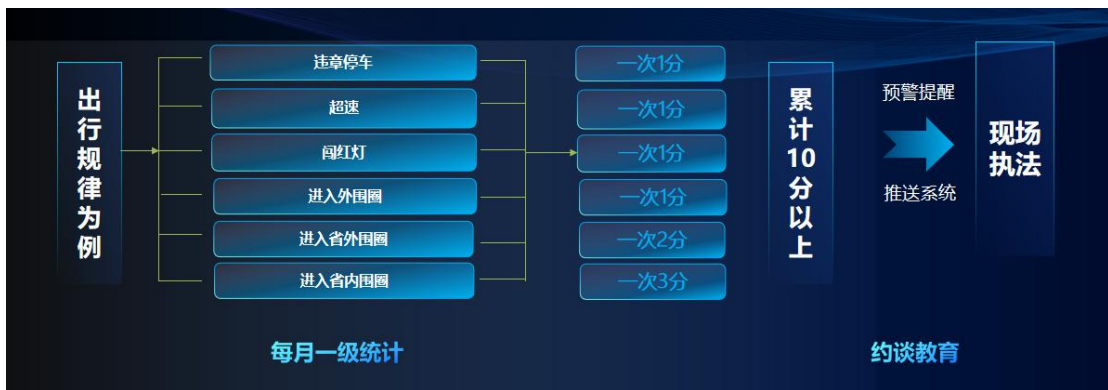 出行规律为例
违章停车
超速
闯红灯
进入外围圈
进入省外围圈
进入省内围圈
一次1分
一次1分
一次1分
一次1分
一次2分
一次3分
累计10分以上
预警提醒
推送系统
现场
执法
每月一级统计
约谈教育